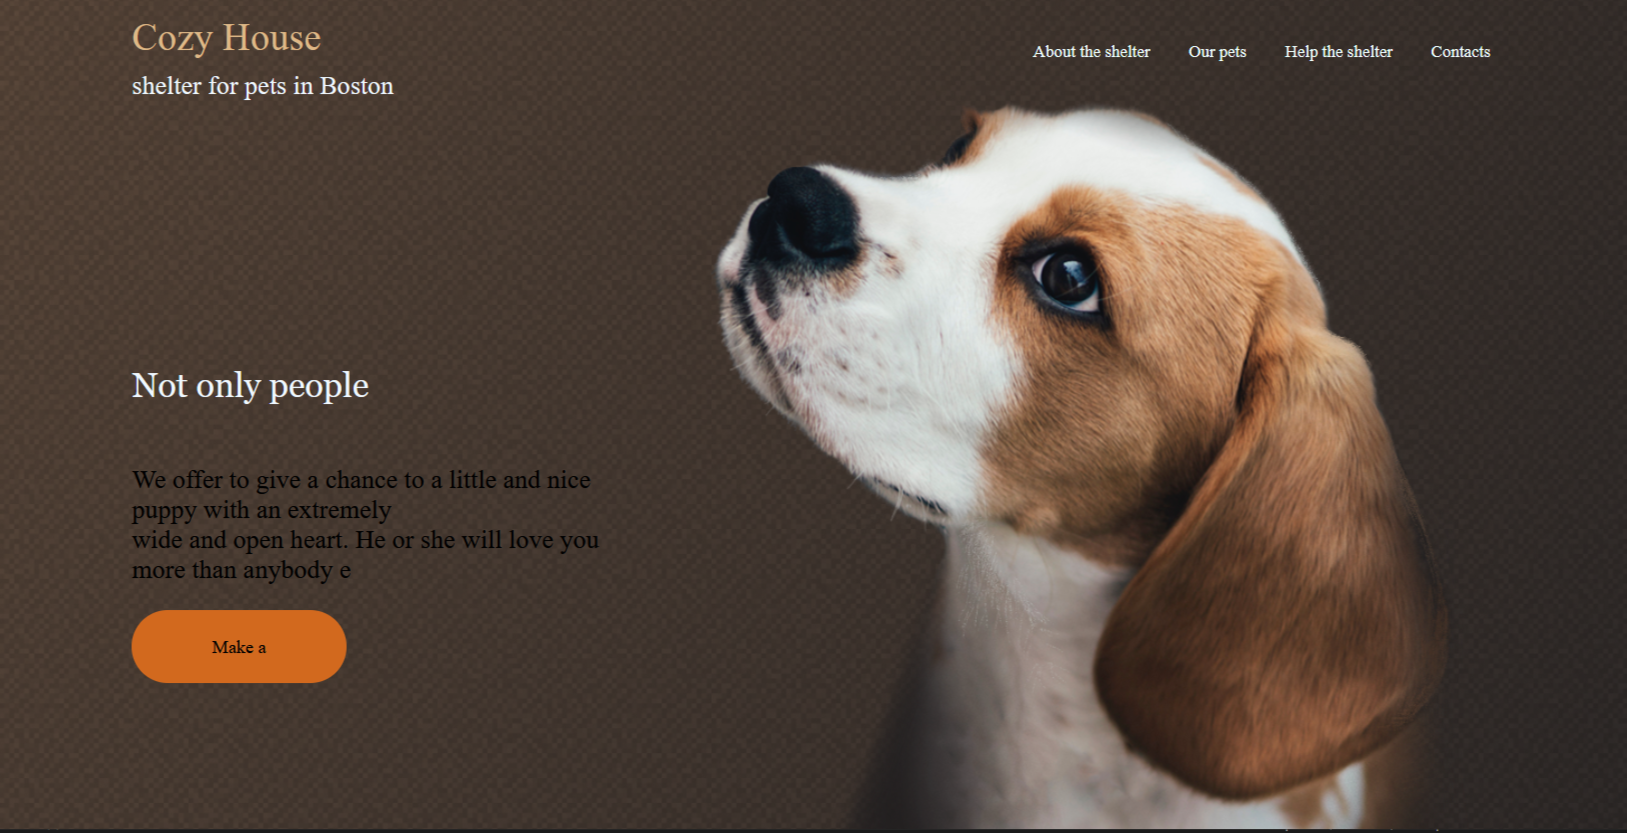 Cozy House
shelter for pets in Boston
About the shelter
Our pets
Help the shelter
Contacts
Not only people
We offer to give a chance to a little and nice
puppy with an extremely
wide and open heart. He or she will love you
more than anybody e
Make a